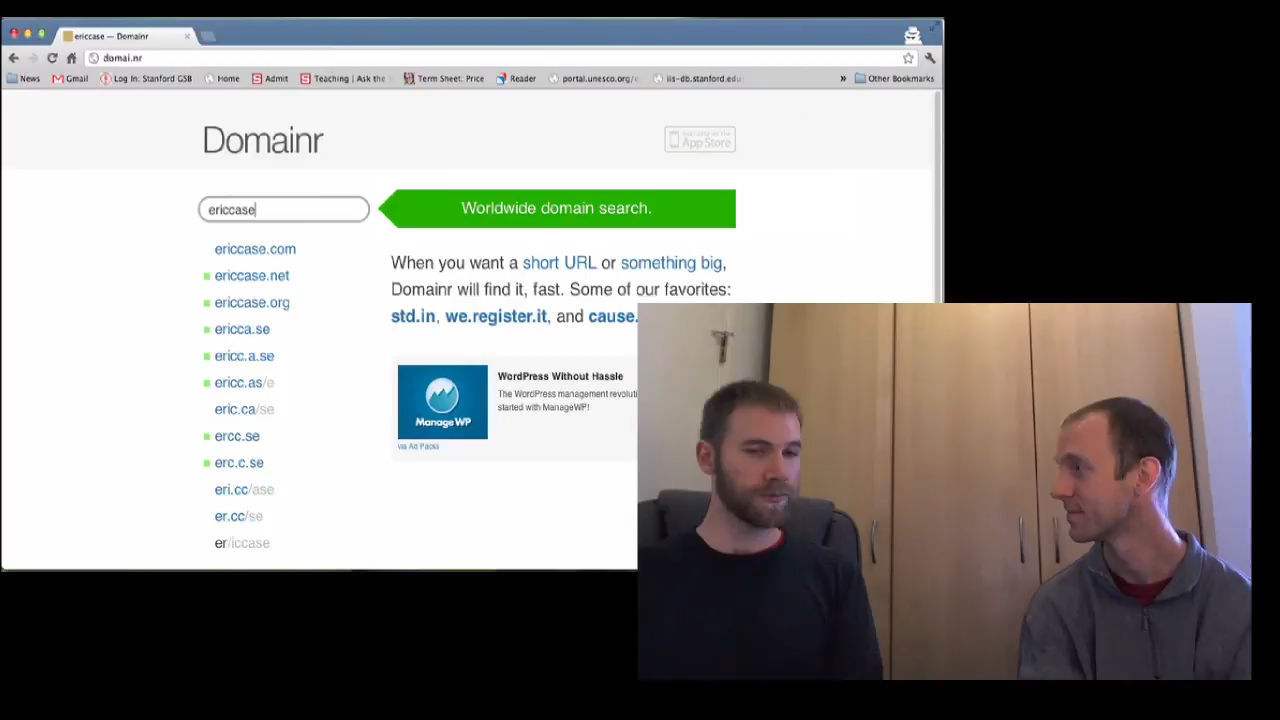 ericcase — Domainr
domai.nr
News Gmail Log In: Stanford GSB Home Admit Teaching | Ask the Term Sheet: Price Reader portal.unesco.org/e iis-db.stanford.edu » Other Bookmarks
Domainr
App Store
ericcase
Worldwide domain search.
ericcase.com
ericcase.net
ericcase.org
ericca.se
ericc.a.se
ericc.as/e
eric.ca/se
ercc.se
erc.c.se
eri.cc/ase
er.cc/se
er/iccase
When you want a short URL or something big,
Domainr will find it, fast. Some of our favorites:
std.in, we.register.it, and cause.
ManageWP
WordPress Without Hassle
The WordPress management revoluti
started with ManageWP!
via Ad Packs